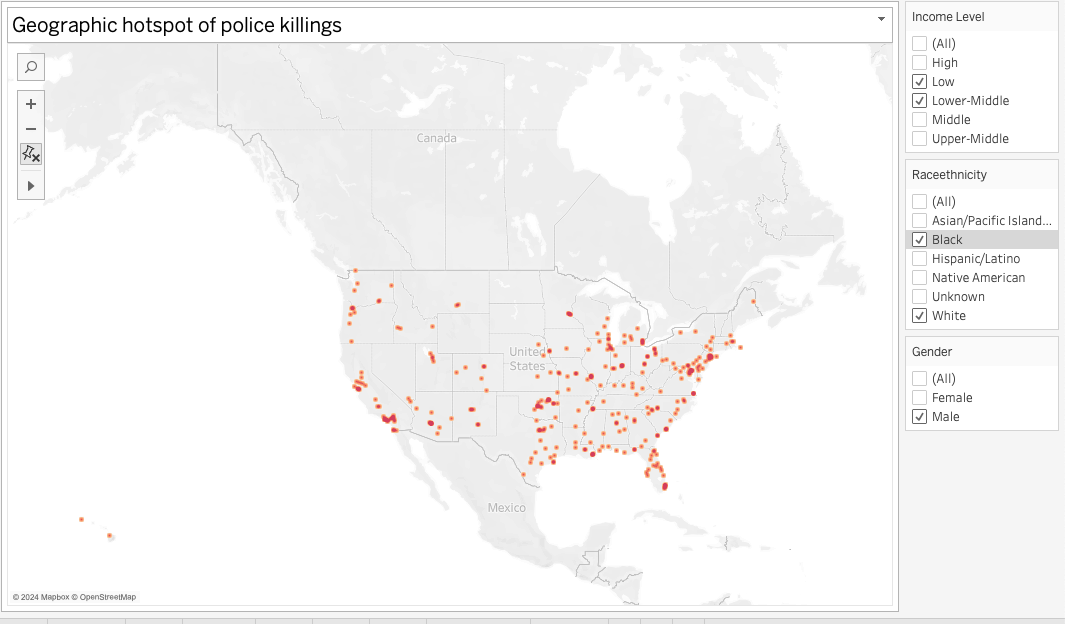 Geographic hotspot of police killings
Canada
United
States
Mexico
© 2024 Mapbox © OpenStreetMap
Income Level
(All)
High
Low
Lower-Middle
Middle
Upper-Middle
Raceethnicity
(All)
Asian/Pacific Island...
Black
Hispanic/Latino
Native American
Unknown
White
Gender
(All)
Female
Male